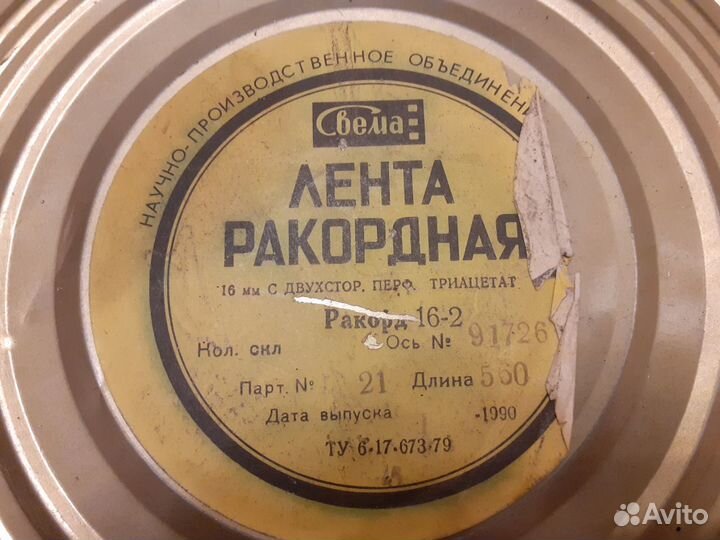 НАУЧНО-ПРОИЗВОДСТВЕННОЕ ОБЪЕДИНЕНИ
Свема
ЛЕНТА
РАКОРДНАЯ
16 мм С ДВУХСТОР. ПЕРФ. ТРИАЦЕТАТ
Ракорд 16-2
Кол. скл Ось № 91726
Парт. № 21 Длина 560
Дата выпуска -1990
ТУ 6-17-673-79
Avito